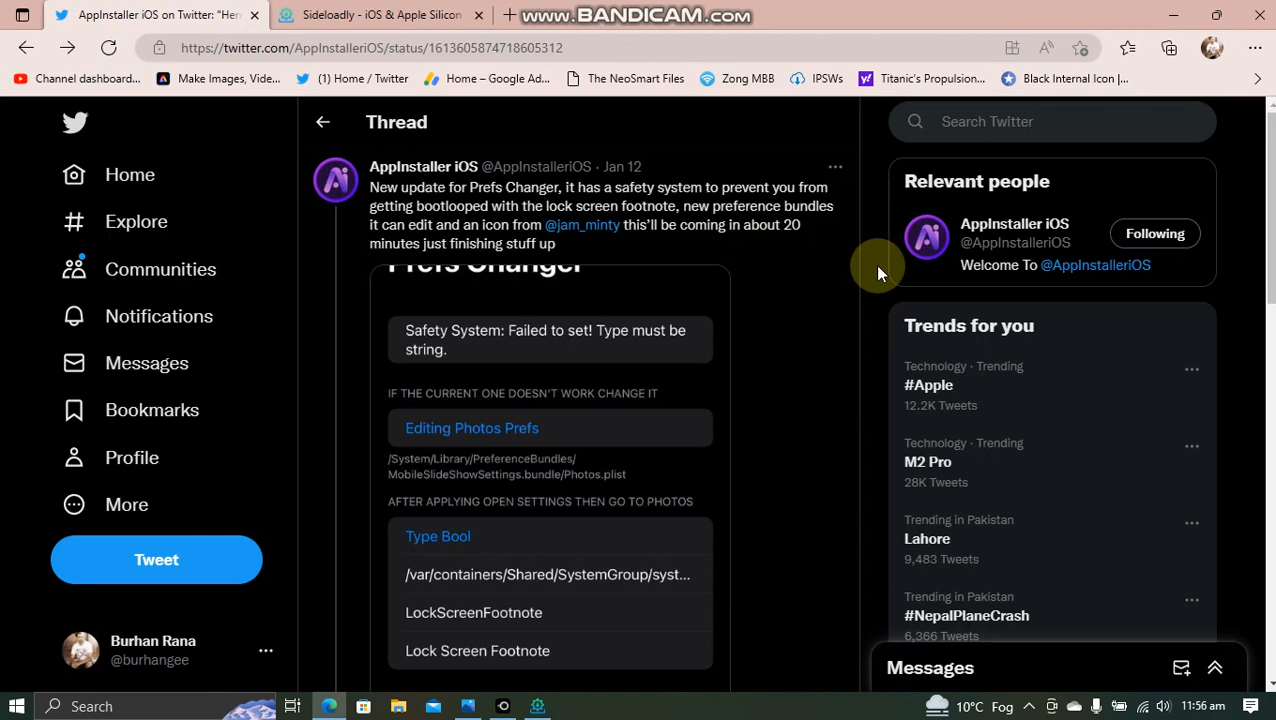 AppInstaller iOS on Twitter: "Her
Sideloadly - iOS & Apple Silicon
www.BANDICAM.com
https://twitter.com/AppInstalleriOS/status/1613605874718605312
Channel dashboard...
Make Images, Vide...
(1) Home / Twitter
Home – Google Ad...
The NeoSmart Files
Zong MBB
IPSWs
Titanic's Propulsion...
Black Internal Icon |...
Home
Explore
Communities
Notifications
Messages
Bookmarks
Profile
More
Tweet
Burhan Rana
@burhangee
Thread
AppInstaller iOS @AppInstalleriOS · Jan 12
New update for Prefs Changer, it has a safety system to prevent you from
getting bootlooped with the lock screen footnote, new preference bundles
it can edit and an icon from @jam_minty this'll be coming in about 20
minutes just finishing stuff up
Prefs Changer
Safety System: Failed to set! Type must be
string.
IF THE CURRENT ONE DOESN'T WORK CHANGE IT
Editing Photos Prefs
/System/Library/PreferenceBundles/
MobileSlideShowSettings.bundle/Photos.plist
AFTER APPLYING OPEN SETTINGS THEN GO TO PHOTOS
Type Bool
/var/containers/Shared/SystemGroup/syst...
LockScreenFootnote
Lock Screen Footnote
Search Twitter
Relevant people
AppInstaller iOS
@AppInstalleriOS
Following
Welcome To @AppInstalleriOS
Trends for you
Technology · Trending
#Apple
12.2K Tweets
Technology · Trending
M2 Pro
28K Tweets
Trending in Pakistan
Lahore
9,483 Tweets
Trending in Pakistan
#NepalPlaneCrash
6,366 Tweets
Messages
Search
10°C Fog
11:56 am